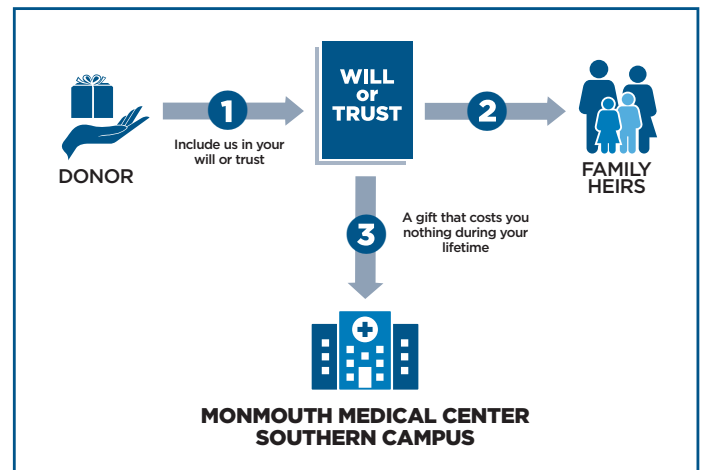 DONOR
1
Include us in your
will or trust
WILL
or
TRUST
2
FAMILY
HEIRS
3
A gift that costs you
nothing during your
lifetime
MONMOUTH MEDICAL CENTER
SOUTHERN CAMPUS